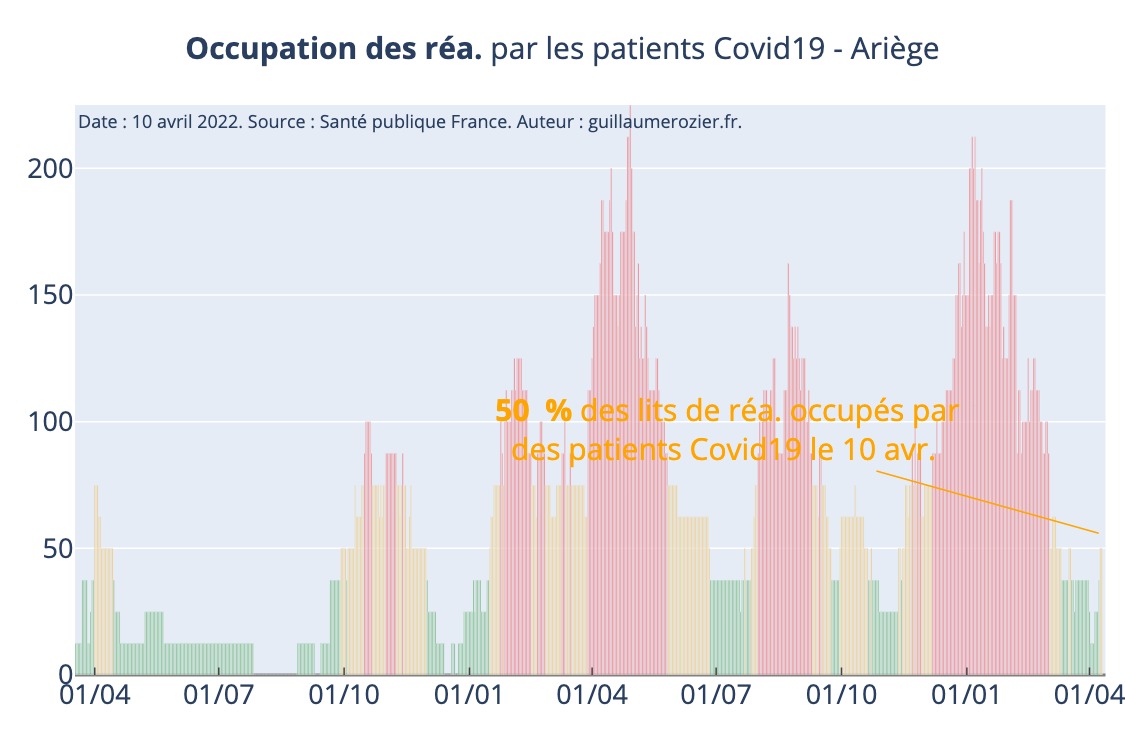 Occupation des réa. par les patients Covid19 - Ariège
Date : 10 avril 2022. Source : Santé publique France. Auteur : guillaumerozier.fr.
200
150
100
50
0
50 % des lits de réa. occupés par
des patients Covid19 le 10 avr.
01/04 01/07 01/10 01/01 01/04 01/07 01/10 01/01 01/04